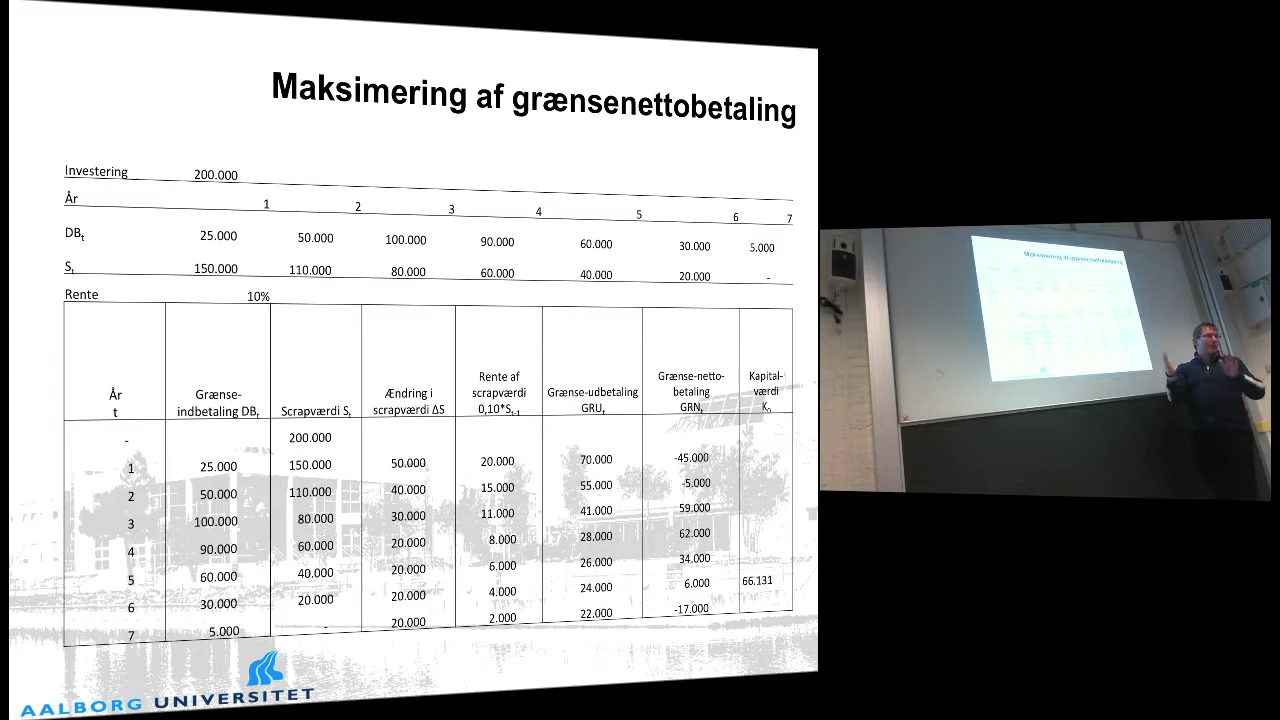 Maksimering af grænsenettobetaling
Investering 200.000
År 1 2 3 4 5 6 7
DBt 25.000 50.000 100.000 90.000 60.000 30.000 5.000
St 150.000 110.000 80.000 60.000 40.000 20.000 -
Rente 10%
År t Grænse-indbetaling DBt Scrapværdi St Ændring i scrapværdi ΔS Rente af scrapværdi 0,10*St-1 Grænse-udbetaling GRUt Grænse-netto-betaling GRNt Kapital-værdi K0
- 200.000
1 25.000 150.000 50.000 20.000 70.000 -45.000
2 50.000 110.000 40.000 15.000 55.000 -5.000
3 100.000 80.000 30.000 11.000 41.000 59.000
4 90.000 60.000 20.000 8.000 28.000 62.000
5 60.000 40.000 20.000 6.000 26.000 34.000
6 30.000 20.000 20.000 4.000 24.000 6.000 66.131
7 5.000 - 20.000 2.000 22.000 -17.000
AALBORG UNIVERSITET
Maksimering af grænsenettobetaling